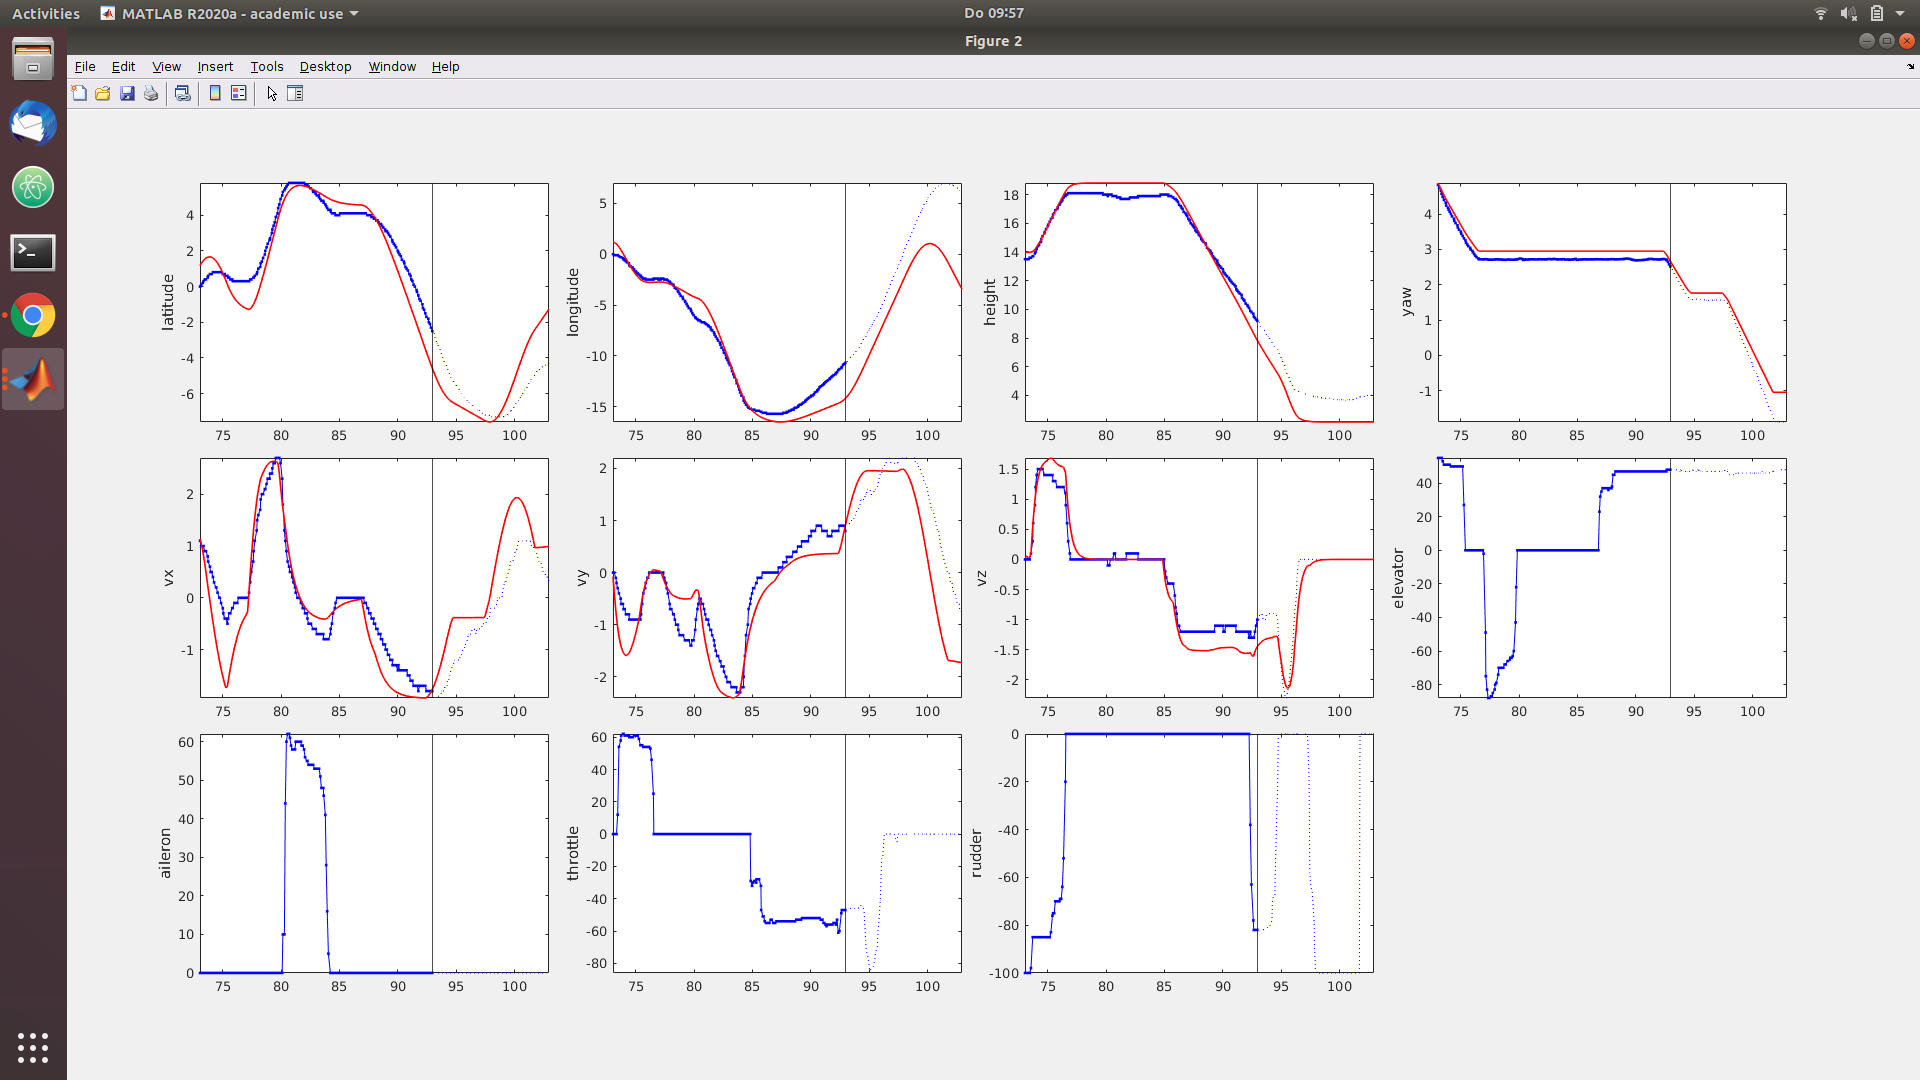 Activities MATLAB R2020a - academic use Do 09:57
Figure 2
File Edit View Insert Tools Desktop Window Help
latitude
4
2
0
-2
-4
-6
75 80 85 90 95 100
longitude
5
0
-5
-10
-15
75 80 85 90 95 100
height
18
16
14
12
10
8
6
4
75 80 85 90 95 100
yaw
4
3
2
1
0
-1
75 80 85 90 95 100
vx
2
1
0
-1
75 80 85 90 95 100
vy
2
1
0
-1
-2
75 80 85 90 95 100
vz
1.5
1
0.5
0
-0.5
-1
-1.5
-2
75 80 85 90 95 100
elevator
40
20
0
-20
-40
-60
-80
75 80 85 90 95 100
aileron
60
50
40
30
20
10
0
75 80 85 90 95 100
throttle
60
40
20
0
-20
-40
-60
-80
75 80 85 90 95 100
rudder
0
-20
-40
-60
-80
-100
75 80 85 90 95 100